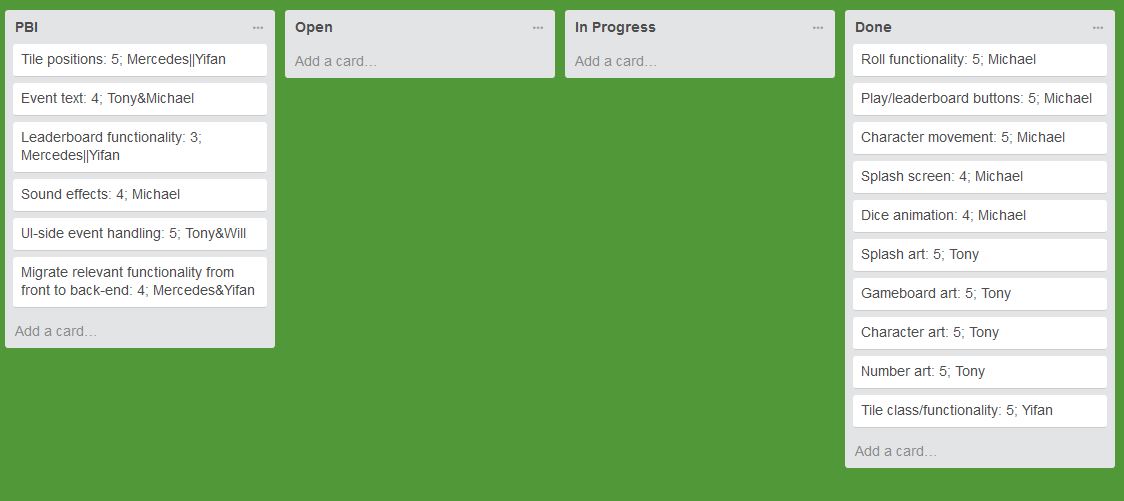 PBI
Tile positions: 5; Mercedes||Yifan
Event text: 4; Tony&Michael
Leaderboard functionality: 3;
Mercedes||Yifan
Sound effects: 4; Michael
UI-side event handling: 5; Tony&Will
Migrate relevant functionality from
front to back-end: 4; Mercedes&Yifan
Add a card...
Open
Add a card...
In Progress
Add a card...
Done
Roll functionality: 5; Michael
Play/leaderboard buttons: 5; Michael
Character movement: 5; Michael
Splash screen: 4; Michael
Dice animation: 4; Michael
Splash art: 5; Tony
Gameboard art: 5; Tony
Character art: 5; Tony
Number art: 5; Tony
Tile class/functionality: 5; Yifan
Add a card...